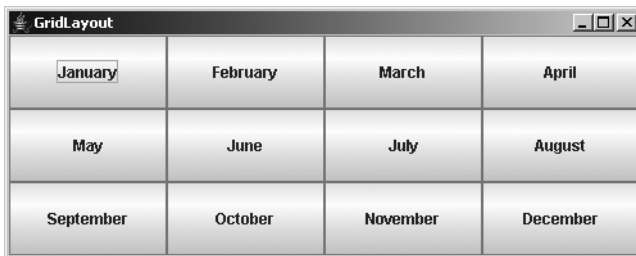 GridLayout
January February March April
May June July August
September October November December